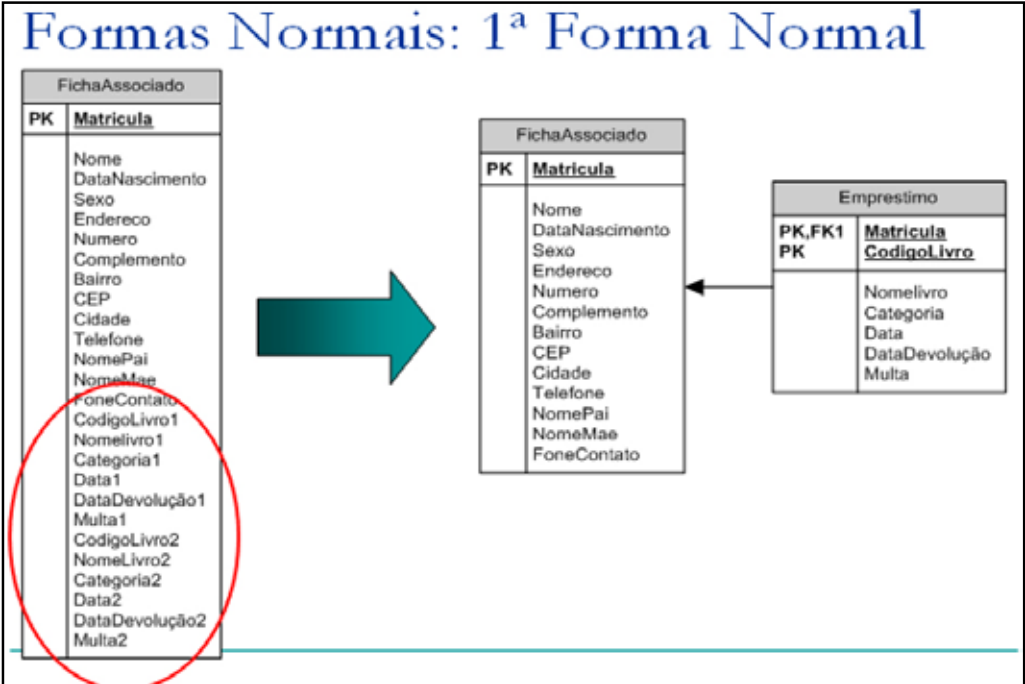 Formas Normais: 1ª Forma Normal
FichaAssociado
PK Matricula
Nome
DataNascimento
Sexo
Endereco
Numero
Complemento
Bairro
CEP
Cidade
Telefone
NomePai
NomeMae
FoneContato
CodigoLivro1
Nomelivro1
Categoria1
Data1
DataDevolução1
Multa1
CodigoLivro2
NomeLivro2
Categoria2
Data2
DataDevolução2
Multa2
FichaAssociado
PK Matricula
Nome
DataNascimento
Sexo
Endereco
Numero
Complemento
Bairro
CEP
Cidade
Telefone
NomePai
NomeMae
FoneContato
Emprestimo
PK,FK1 Matricula
PK CodigoLivro
Nomelivro
Categoria
Data
DataDevolução
Multa